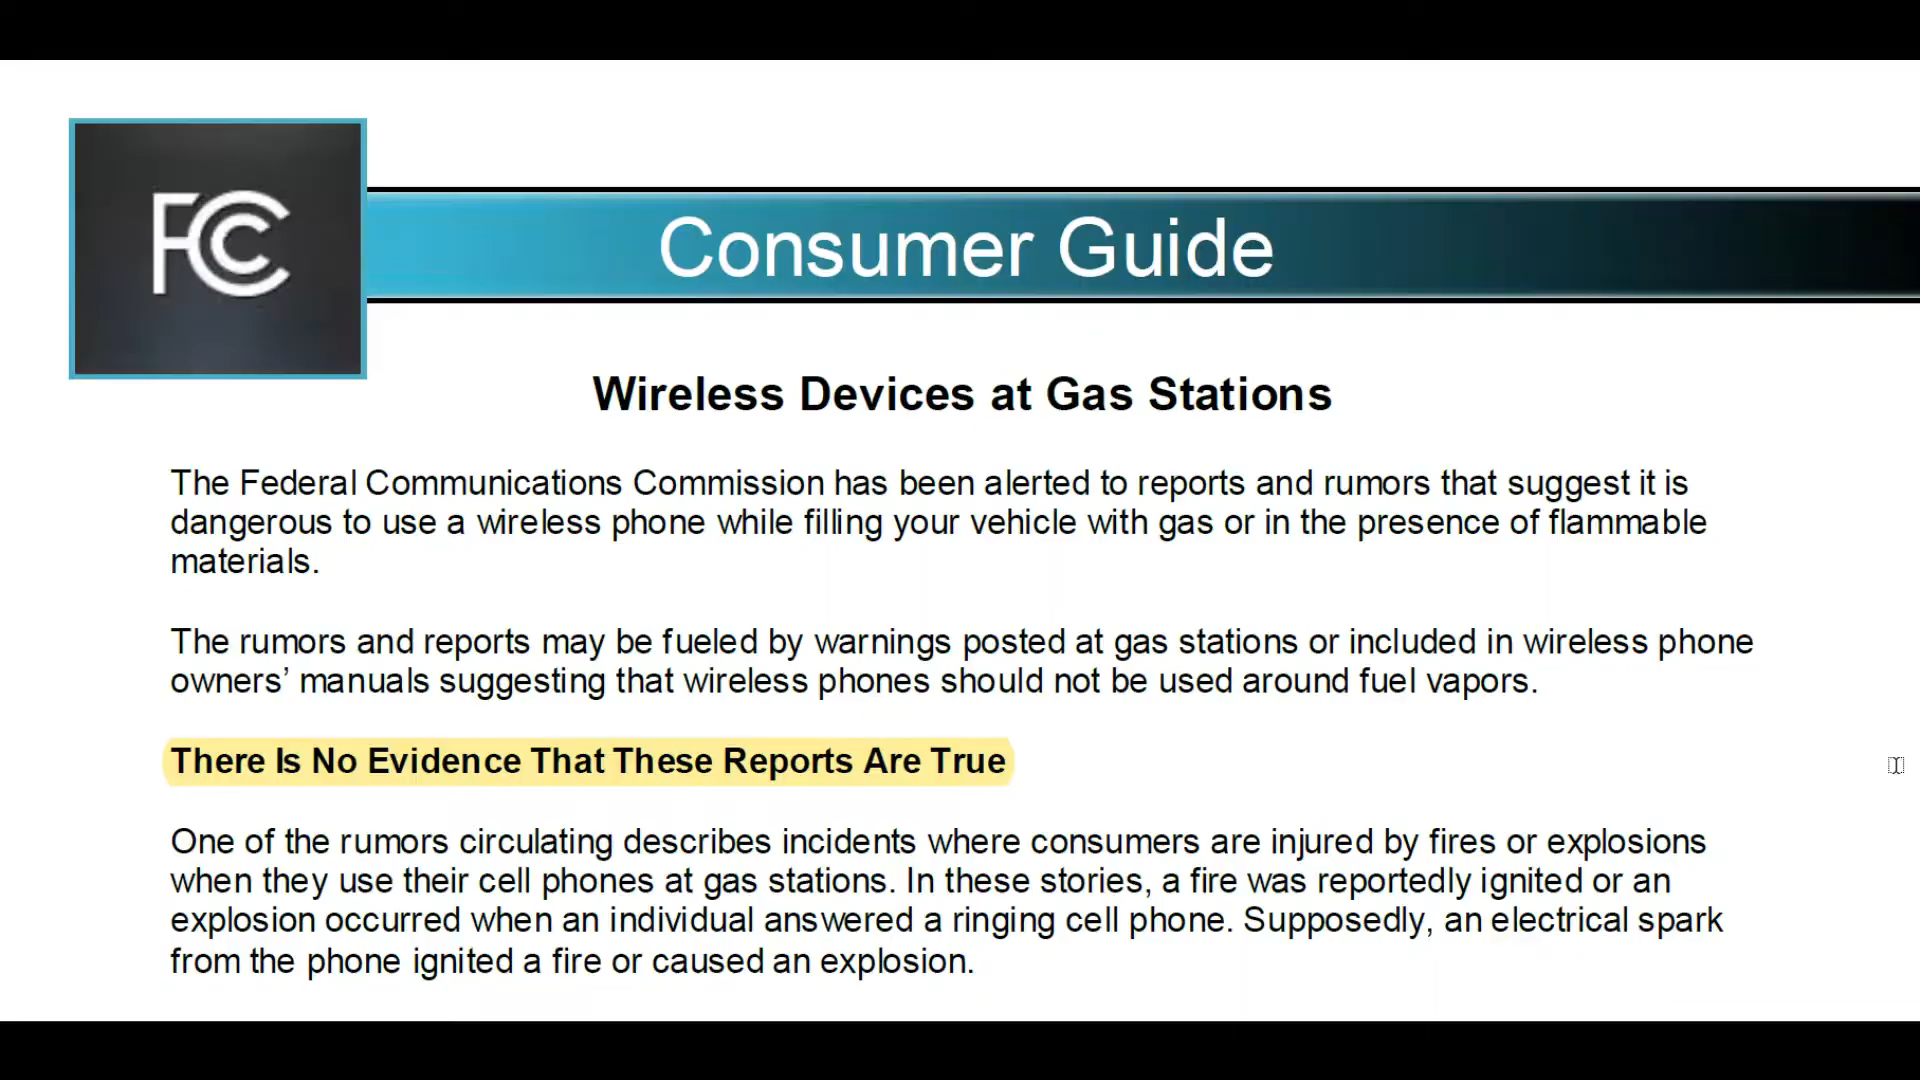 FCC
Consumer Guide
Wireless Devices at Gas Stations
The Federal Communications Commission has been alerted to reports and rumors that suggest it is
dangerous to use a wireless phone while filling your vehicle with gas or in the presence of flammable
materials.
The rumors and reports may be fueled by warnings posted at gas stations or included in wireless phone
owners’ manuals suggesting that wireless phones should not be used around fuel vapors.
There Is No Evidence That These Reports Are True
One of the rumors circulating describes incidents where consumers are injured by fires or explosions
when they use their cell phones at gas stations. In these stories, a fire was reportedly ignited or an
explosion occurred when an individual answered a ringing cell phone. Supposedly, an electrical spark
from the phone ignited a fire or caused an explosion.